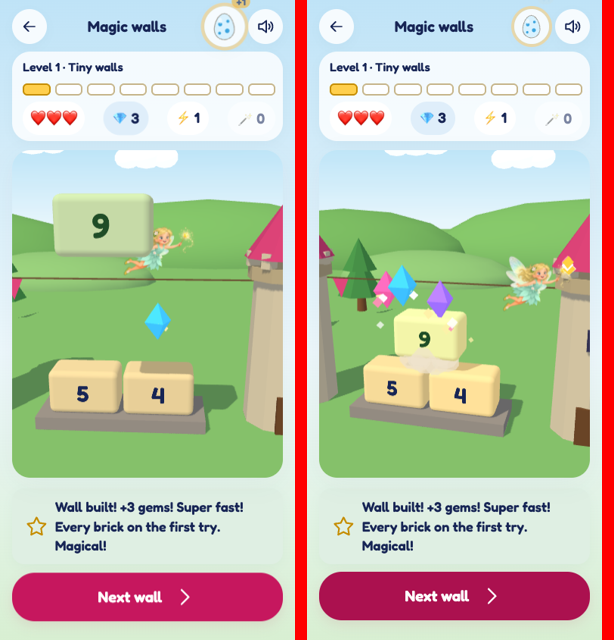 +1
Magic walls
Level 1 · Tiny walls
3
1
0
9
5
4
Wall built! +3 gems! Super fast!
Every brick on the first try.
Magical!
Next wall
Magic walls
Level 1 · Tiny walls
3
1
0
9
5
4
Wall built! +3 gems! Super fast!
Every brick on the first try.
Magical!
Next wall